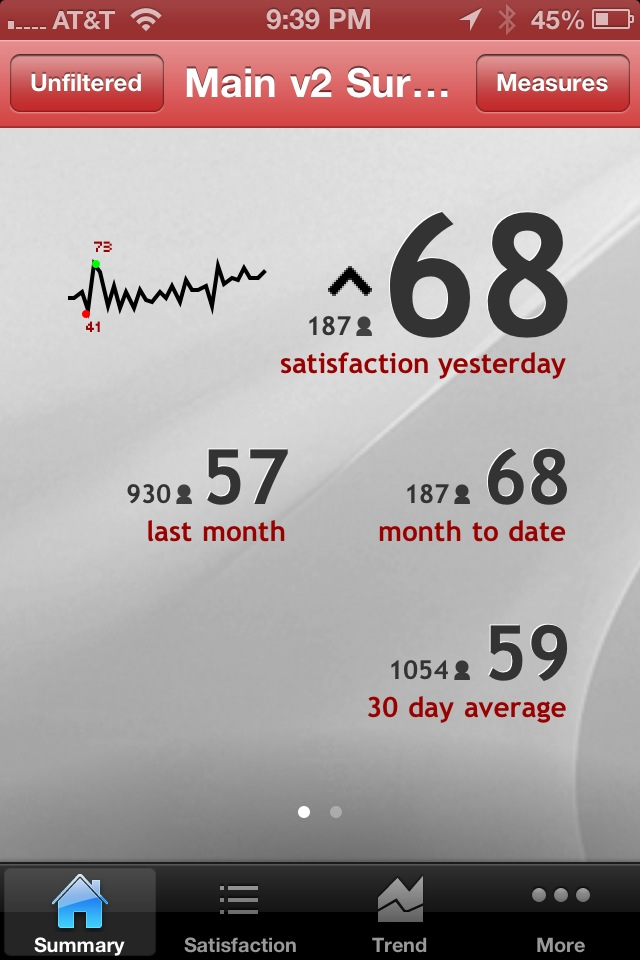 AT&T 9:39 PM 45%
Unfiltered Main v2 Sur... Measures
73
41
187 68
satisfaction yesterday
930 57 187 68
last month month to date
1054 59
30 day average
Summary Satisfaction Trend More